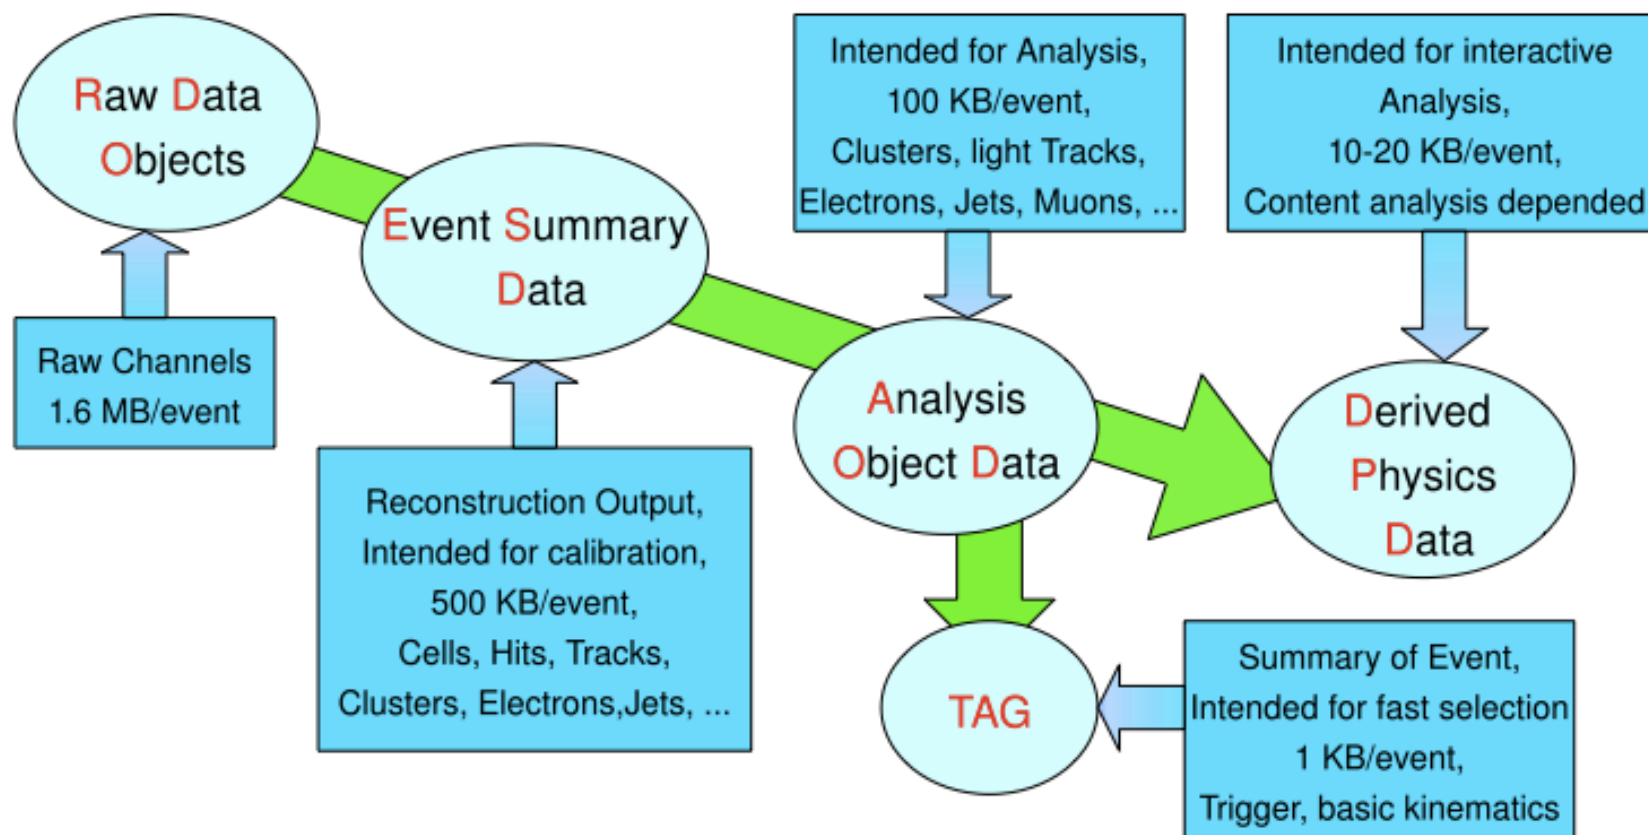 Raw Data
Objects
Raw Channels
1.6 MB/event
Event Summary
Data
Reconstruction Output,
Intended for calibration,
500 KB/event,
Cells, Hits, Tracks,
Clusters, Electrons,Jets, ...
Intended for Analysis,
100 KB/event,
Clusters, light Tracks,
Electrons, Jets, Muons, ...
Analysis
Object Data
Intended for interactive
Analysis,
10-20 KB/event,
Content analysis depended
Derived
Physics
Data
TAG
Summary of Event,
Intended for fast selection
1 KB/event,
Trigger, basic kinematics